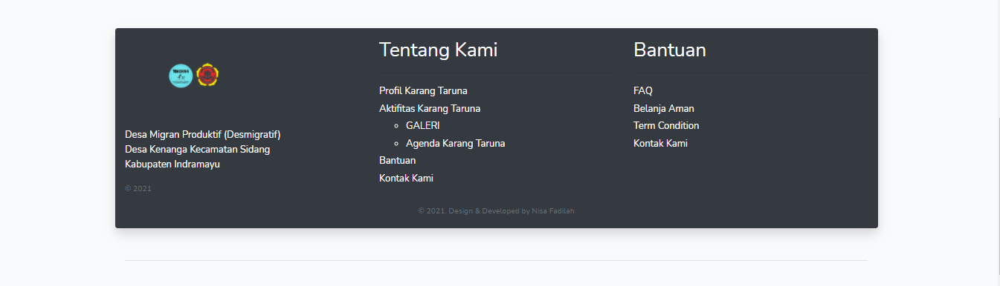 Desa Migran Produktif (Desmigratif)
Desa Kenanga Kecamatan Sidang
Kabupaten Indramayu
© 2021
Tentang Kami
Profil Karang Taruna
Aktifitas Karang Taruna
GALERI
Agenda Karang Taruna
Bantuan
Kontak Kami
Bantuan
FAQ
Belanja Aman
Term Condition
Kontak Kami
© 2021. Design & Developed by Nisa Fadilah